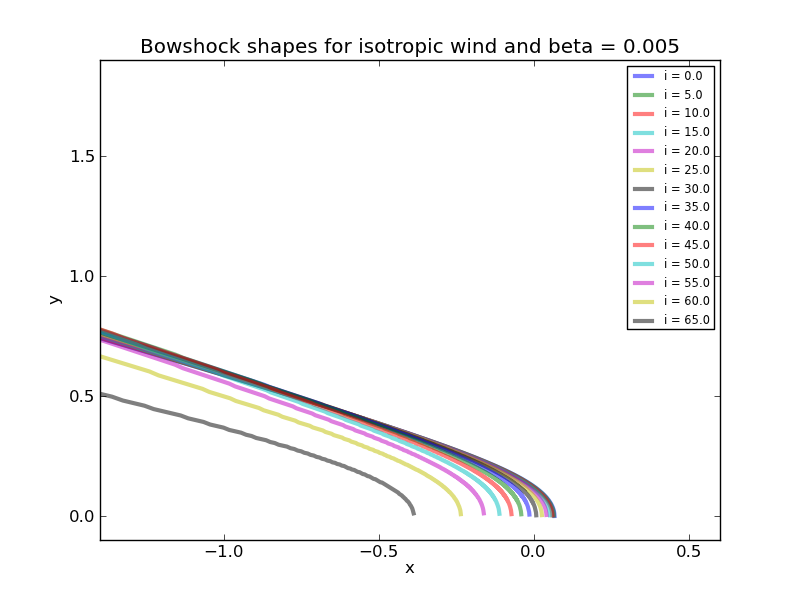 Bowshock shapes for isotropic wind and beta = 0.005
i = 0.0
i = 5.0
i = 10.0
i = 15.0
i = 20.0
i = 25.0
i = 30.0
i = 35.0
i = 40.0
i = 45.0
i = 50.0
i = 55.0
i = 60.0
i = 65.0
1.5
1.0
0.5
0.0
y
−1.0
−0.5
0.0
0.5
x